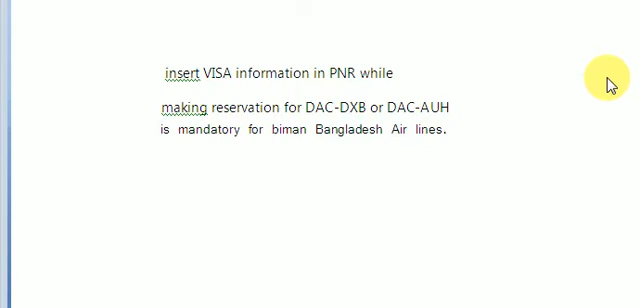 insert VISA information in PNR while
making reservation for DAC-DXB or DAC-AUH
is mandatory for biman Bangladesh Air lines.